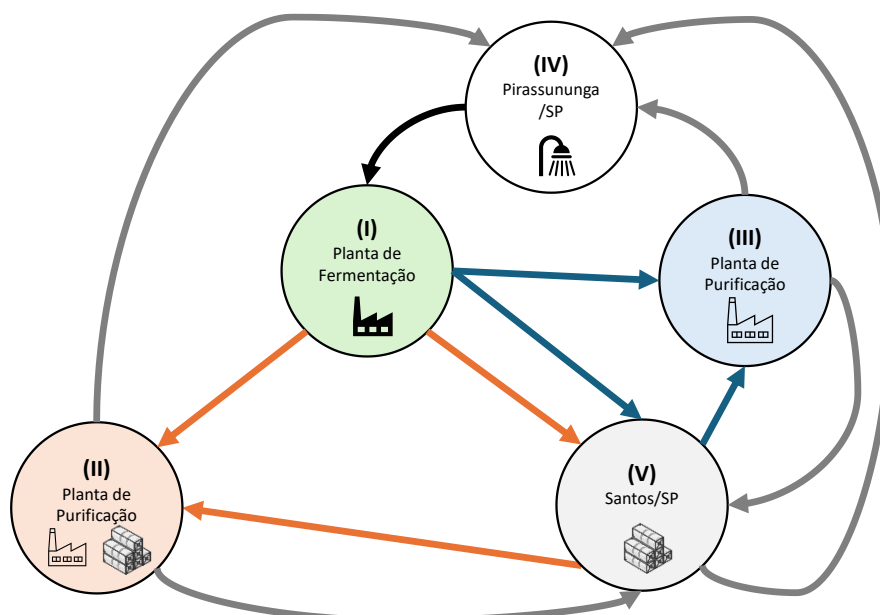 (IV)
Pirassununga
/SP
(I)
Planta de
Fermentação
(III)
Planta de
Purificação
(II)
Planta de
Purificação
(V)
Santos/SP